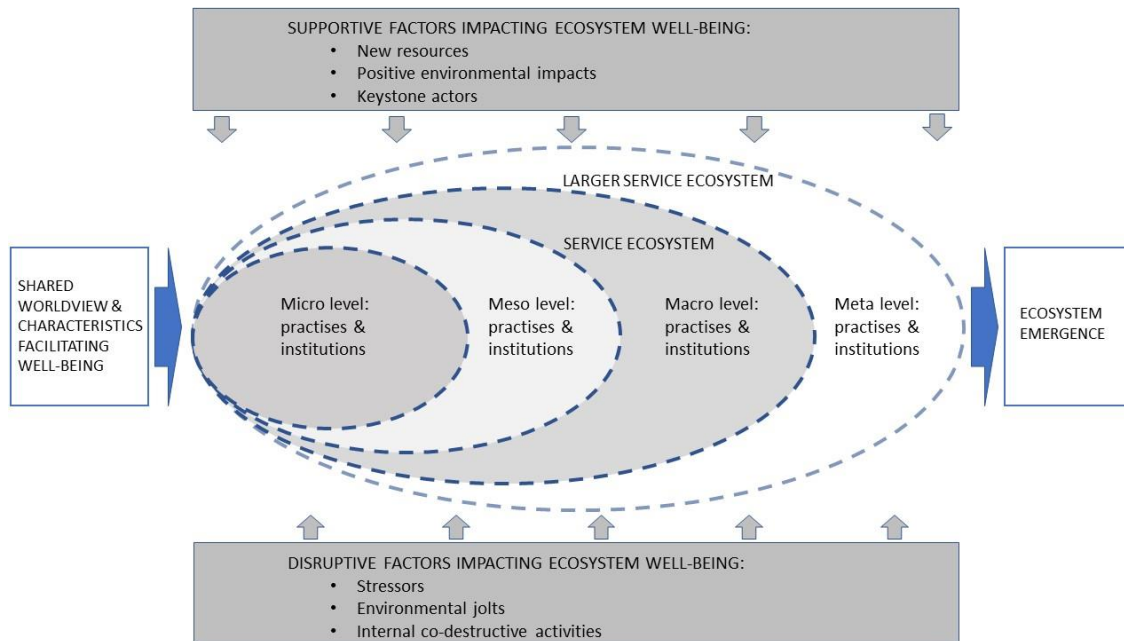 SUPPORTIVE FACTORS IMPACTING ECOSYSTEM WELL-BEING:
• New resources
• Positive environmental impacts
• Keystone actors
LARGER SERVICE ECOSYSTEM
SERVICE ECOSYSTEM
SHARED
WORLDVIEW &
CHARACTERISTICS
FACILITATING
WELL-BEING
Micro level:
practises &
institutions
Meso level:
practises &
institutions
Macro level:
practises &
institutions
Meta level:
practises &
institutions
ECOSYSTEM
EMERGENCE
DISRUPTIVE FACTORS IMPACTING ECOSYSTEM WELL-BEING:
• Stressors
• Environmental jolts
• Internal co-destructive activities